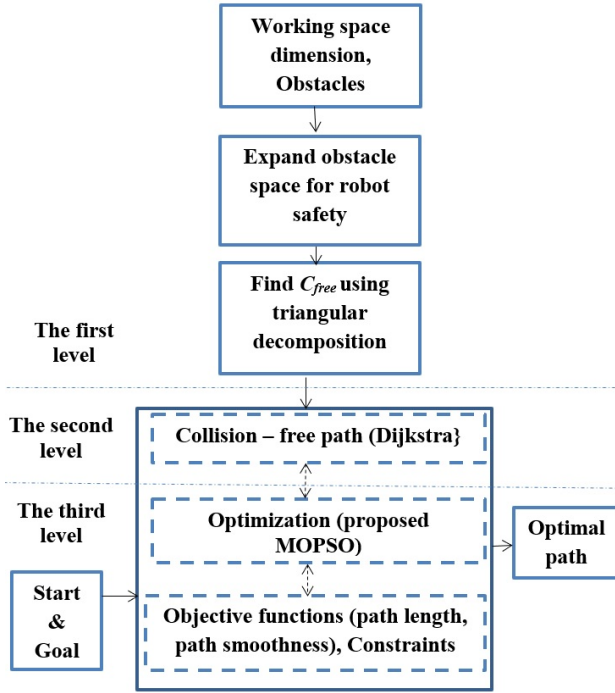 Working space
dimension,
Obstacles
Expand obstacle
space for robot
safety
Find Cfree using
triangular
decomposition
The first
level
The second
level
Collision – free path (Dijkstra}
The third
level
Optimization (proposed
MOPSO)
Optimal
path
Start
&
Goal
Objective functions (path length,
path smoothness), Constraints